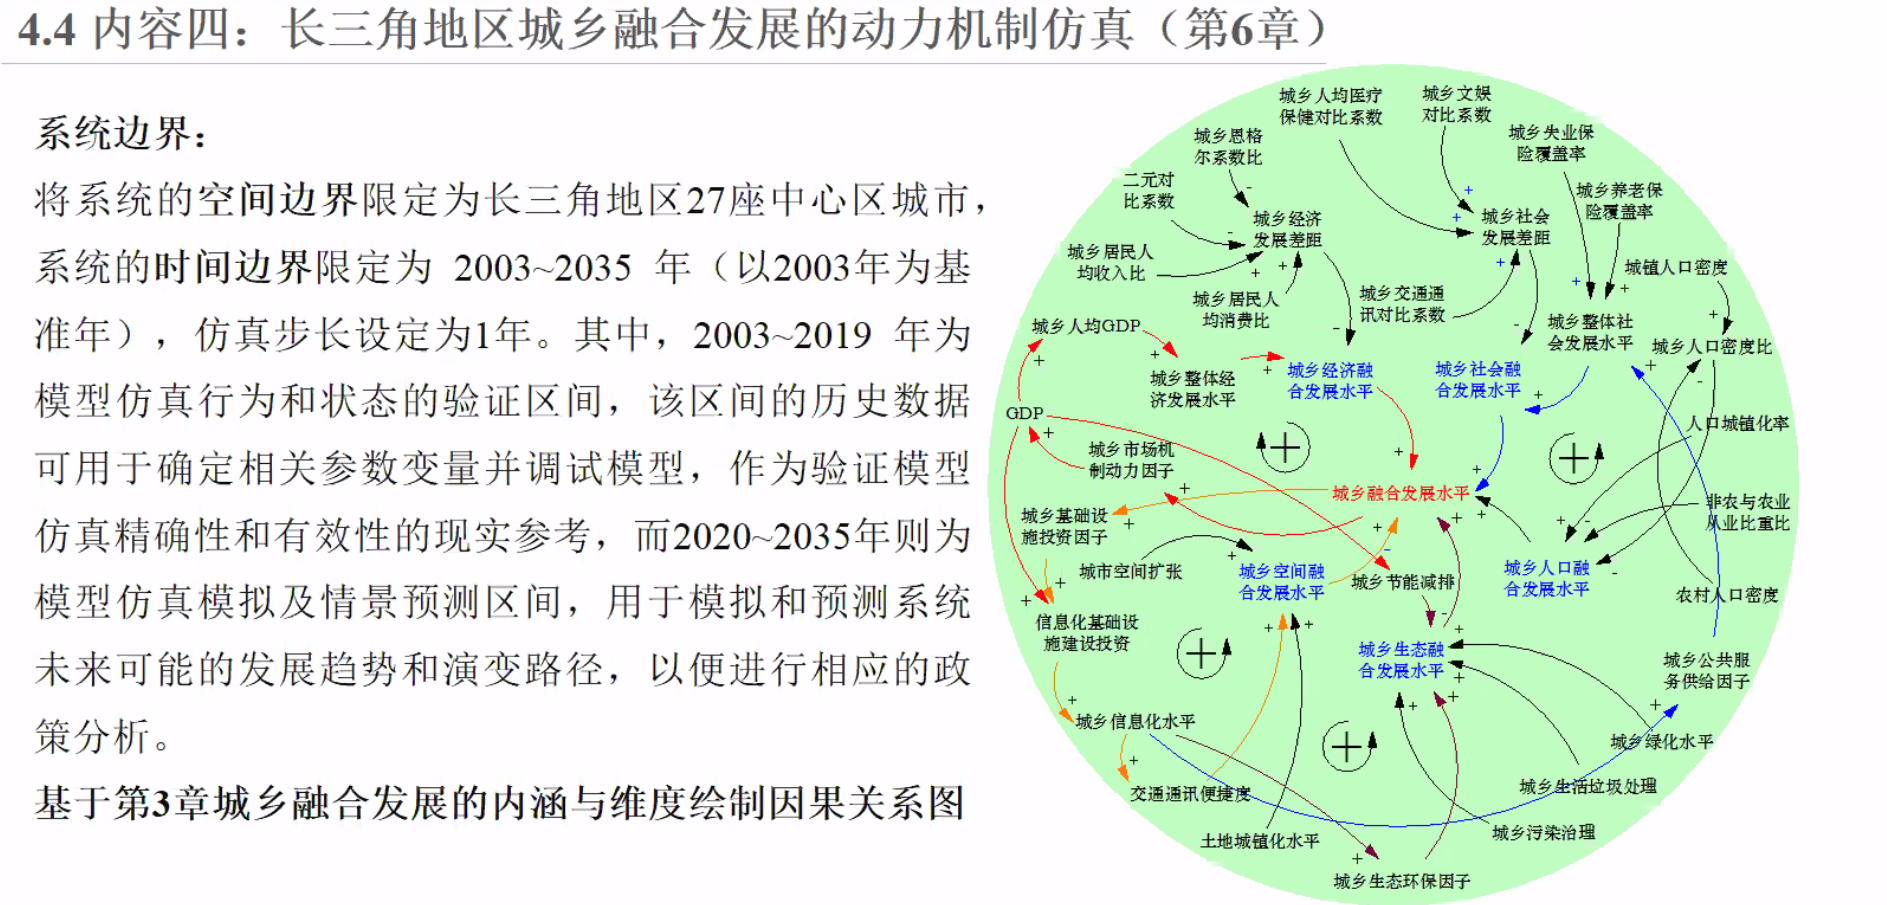 4.4 内容四：长三角地区城乡融合发展的动力机制仿真（第6章）
系统边界：
将系统的空间边界限定为长三角地区27座中心区城市，
系统的时间边界限定为 2003~2035 年（以2003年为基
准年），仿真步长设定为1年。其中，2003~2019 年为
模型仿真行为和状态的验证区间，该区间的历史数据
可用于确定相关参数变量并调试模型，作为验证模型
仿真精确性和有效性的现实参考，而2020~2035年则为
模型仿真模拟及情景预测区间，用于模拟和预测系统
未来可能的发展趋势和演变路径，以便进行相应的政
策分析。
基于第3章城乡融合发展的内涵与维度绘制因果关系图
城乡人均医疗
保健对比系数
城乡文娱
对比系数
城乡失业保
险覆盖率
城乡恩格
尔系数比
二元对
比系数
城乡养老保
险覆盖率
城乡经济
发展差距
城乡社会
发展差距
城乡居民人
均收入比
城镇人口密度
城乡居民人
均消费比
城乡交通通
讯对比系数
城乡人均GDP
城乡整体社
会发展水平
城乡人口密度比
城乡整体经
济发展水平
城乡经济融
合发展水平
城乡社会融
合发展水平
GDP
人口城镇化率
城乡市场机
制动力因子
城乡融合发展水平
非农与农业
从业比重比
城乡基础设
施投资因子
城市空间扩张
城乡空间融
合发展水平
城乡节能减排
城乡人口融
合发展水平
农村人口密度
信息化基础设
施建设投资
城乡生态融
合发展水平
城乡公共服
务供给因子
城乡信息化水平
城乡绿化水平
交通通讯便捷度
城乡生活垃圾处理
土地城镇化水平
城乡污染治理
城乡生态环保因子